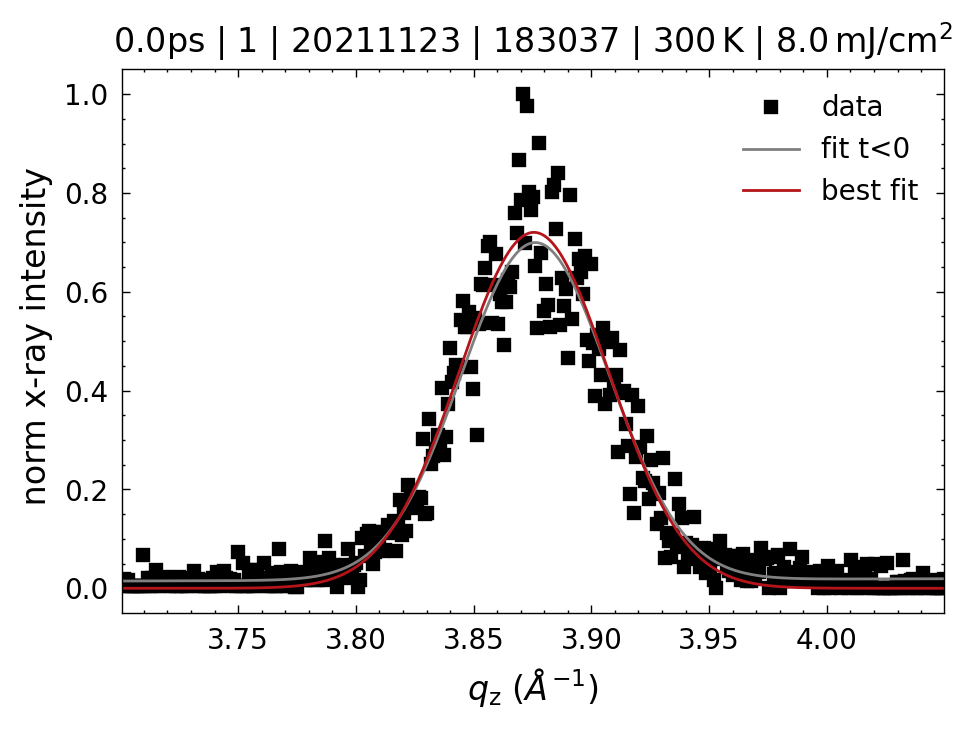 0.0ps | 1 | 20211123 | 183037 | 300 K | 8.0 mJ/cm²
data
fit t<0
best fit
norm x-ray intensity
1.0
0.8
0.6
0.4
0.2
0.0
3.75 3.80 3.85 3.90 3.95 4.00
q_z (Å⁻¹)